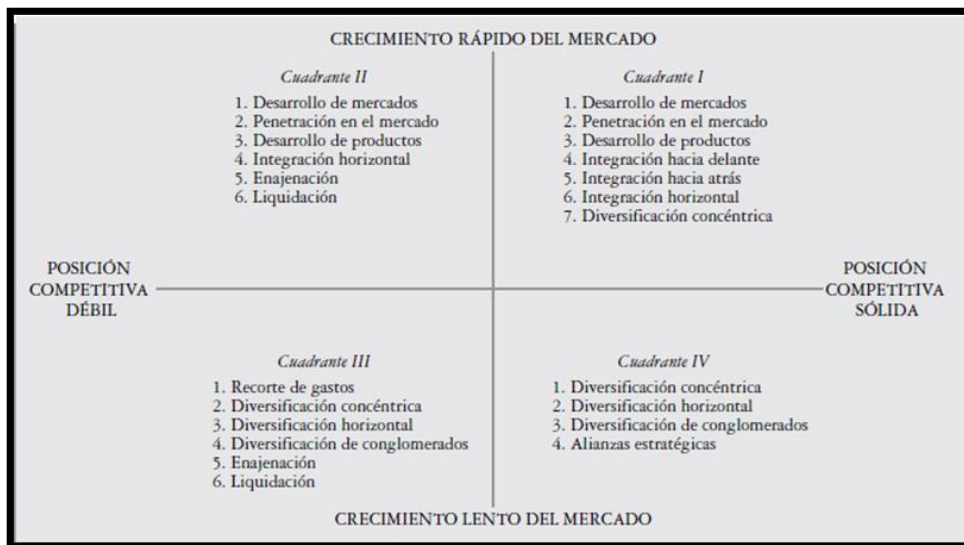 CRECIMIENTO RÁPIDO DEL MERCADO
Cuadrante II
1. Desarrollo de mercados
2. Penetración en el mercado
3. Desarrollo de productos
4. Integración horizontal
5. Enajenación
6. Liquidación
Cuadrante I
1. Desarrollo de mercados
2. Penetración en el mercado
3. Desarrollo de productos
4. Integración hacia delante
5. Integración hacia atrás
6. Integración horizontal
7. Diversificación concéntrica
POSICIÓN
COMPETITIVA
DÉBIL
POSICIÓN
COMPETITIVA
SÓLIDA
Cuadrante III
1. Recorte de gastos
2. Diversificación concéntrica
3. Diversificación horizontal
4. Diversificación de conglomerados
5. Enajenación
6. Liquidación
Cuadrante IV
1. Diversificación concéntrica
2. Diversificación horizontal
3. Diversificación de conglomerados
4. Alianzas estratégicas
CRECIMIENTO LENTO DEL MERCADO